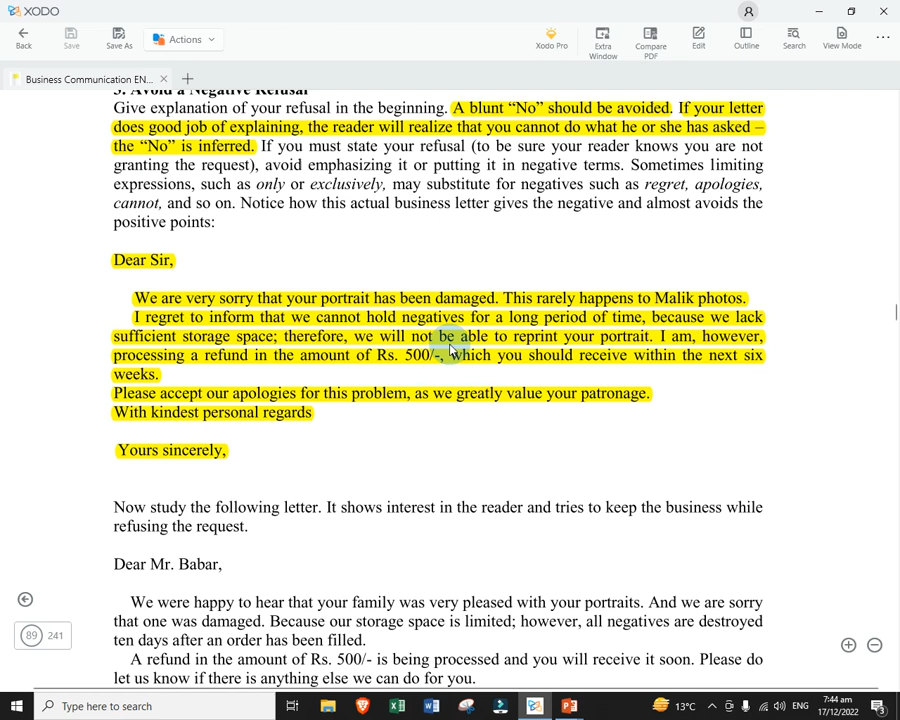 XODO
Back
Save
Save As
Actions
Xodo Pro
Extra Window
Compare PDF
Edit
Outline
Search
View Mode
Business Communication EN...
3. Avoid a Negative Refusal
Give explanation of your refusal in the beginning. A blunt “No” should be avoided. If your letter
does good job of explaining, the reader will realize that you cannot do what he or she has asked –
the “No” is inferred. If you must state your refusal (to be sure your reader knows you are not
granting the request), avoid emphasizing it or putting it in negative terms. Sometimes limiting
expressions, such as only or exclusively, may substitute for negatives such as regret, apologies,
cannot, and so on. Notice how this actual business letter gives the negative and almost avoids the
positive points:
Dear Sir,
We are very sorry that your portrait has been damaged. This rarely happens to Malik photos.
I regret to inform that we cannot hold negatives for a long period of time, because we lack
sufficient storage space; therefore, we will not be able to reprint your portrait. I am, however,
processing a refund in the amount of Rs. 500/-, which you should receive within the next six
weeks.
Please accept our apologies for this problem, as we greatly value your patronage.
With kindest personal regards
Yours sincerely,
Now study the following letter. It shows interest in the reader and tries to keep the business while
refusing the request.
Dear Mr. Babar,
We were happy to hear that your family was very pleased with your portraits. And we are sorry
that one was damaged. Because our storage space is limited; however, all negatives are destroyed
ten days after an order has been filled.
A refund in the amount of Rs. 500/- is being processed and you will receive it soon. Please do
let us know if there is anything else we can do for you.
89 241
Type here to search
13°C
ENG
7:44 am
17/12/2022
3